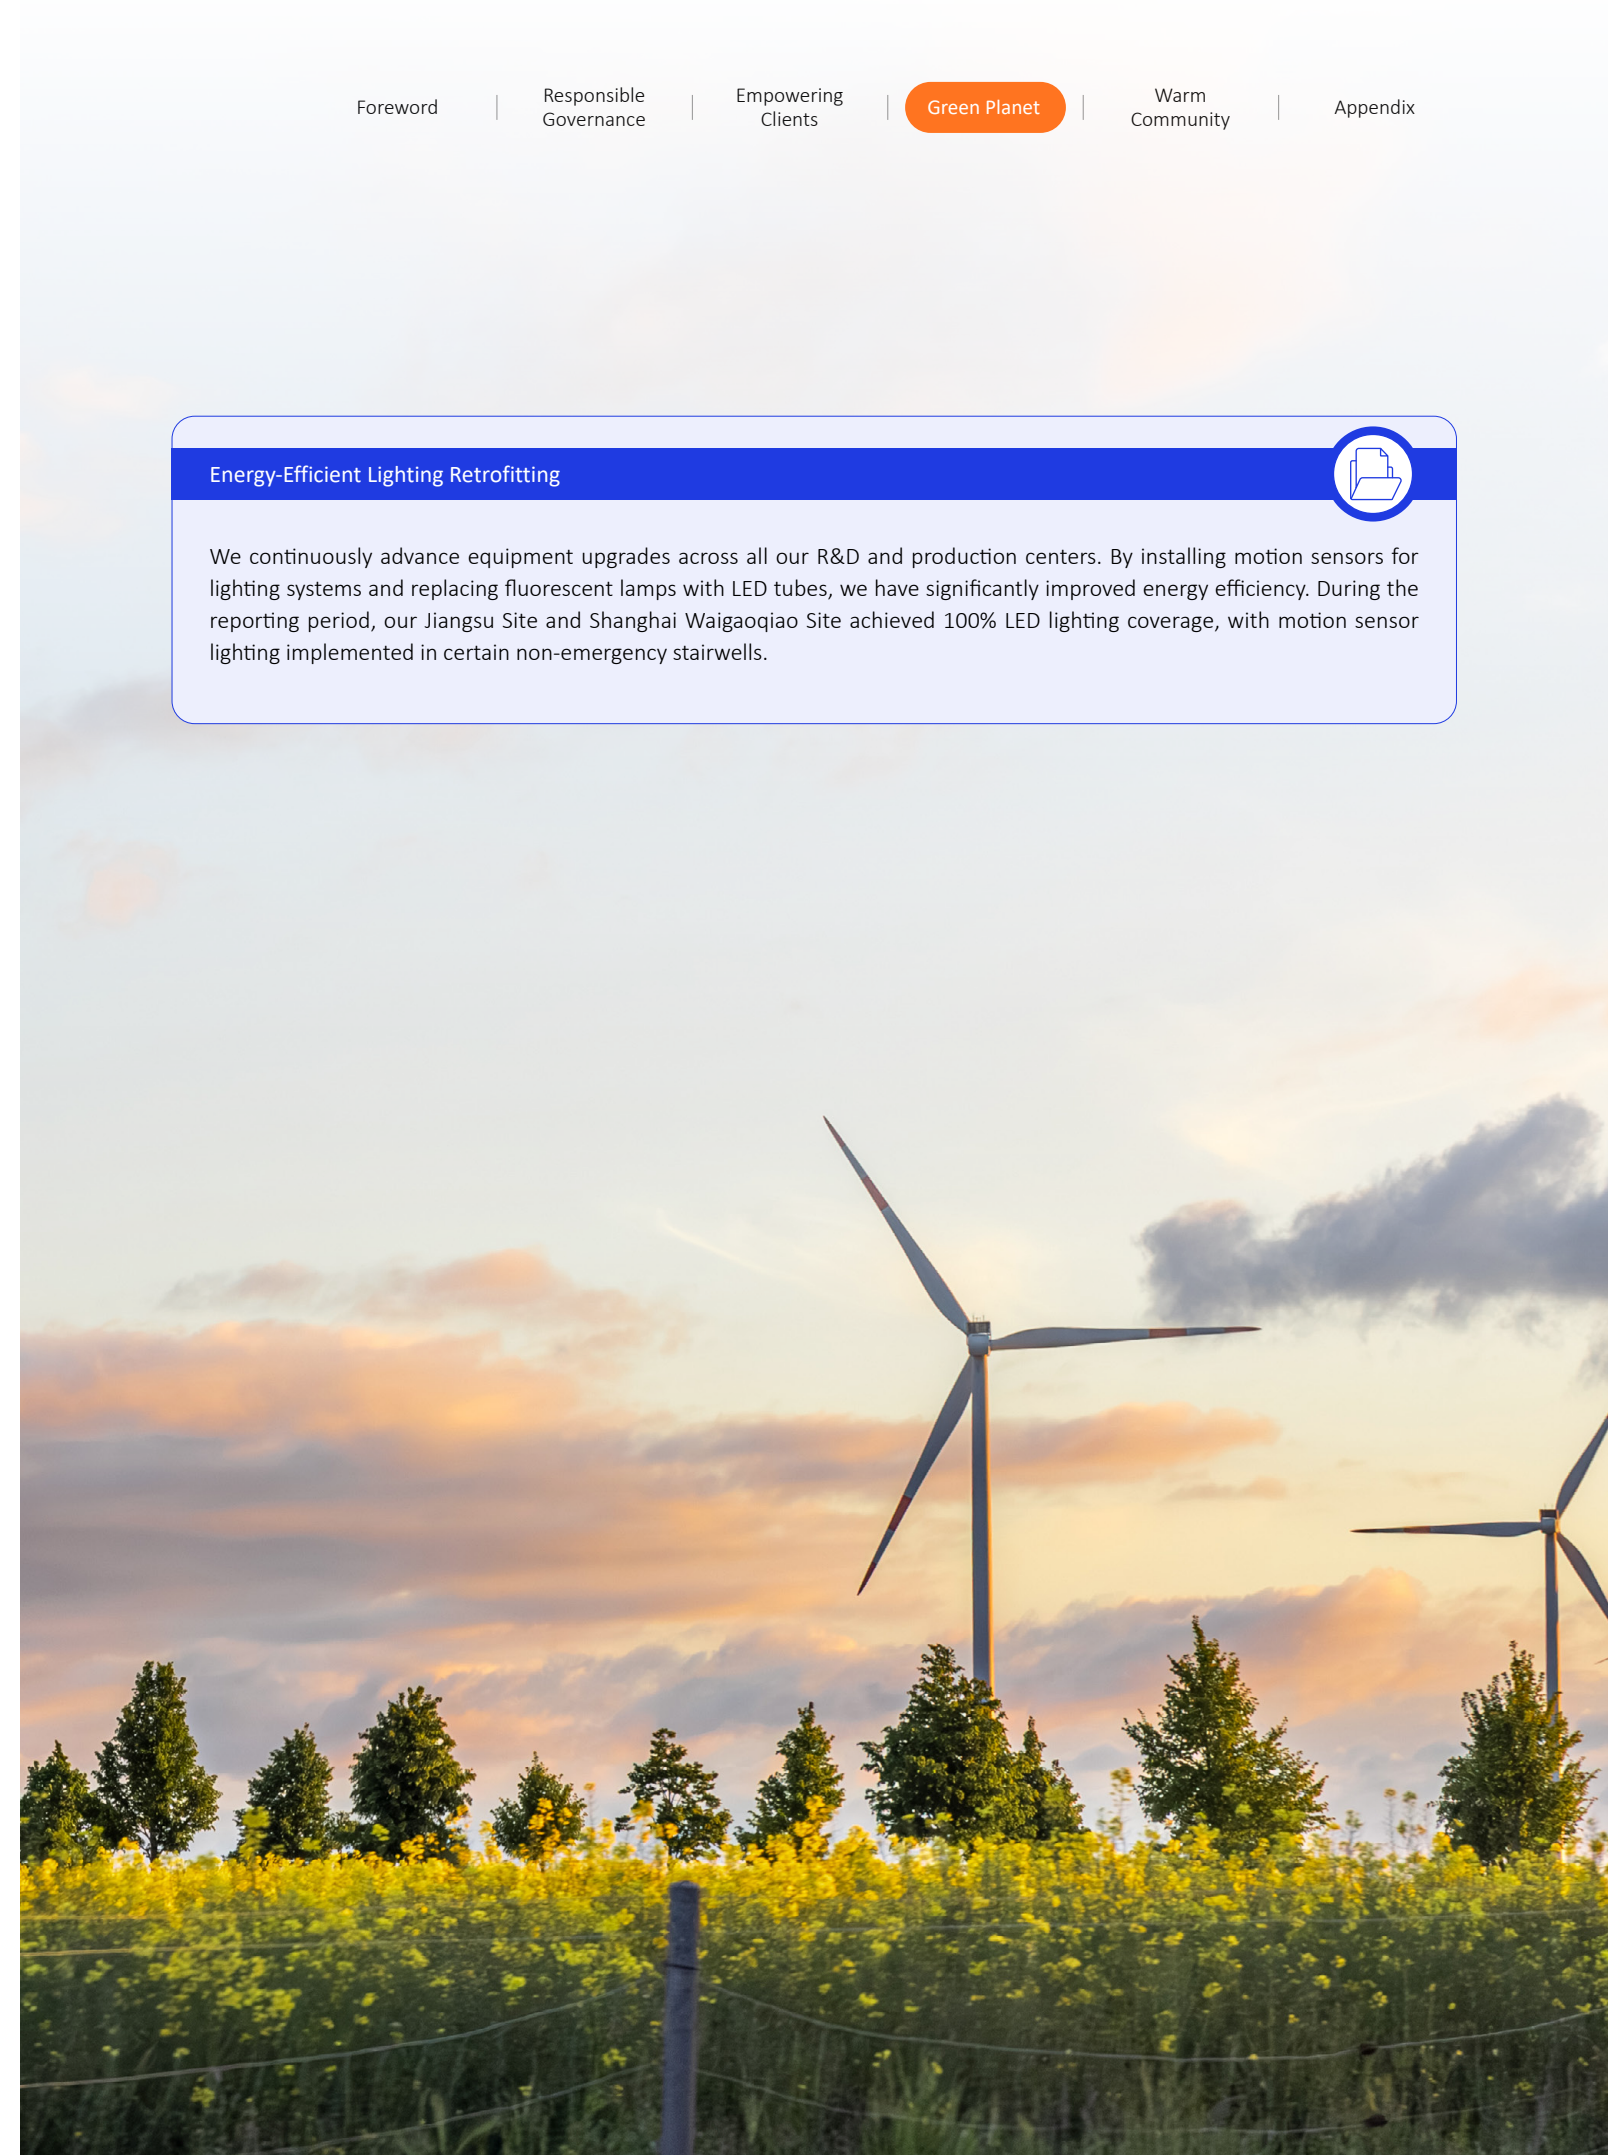 Foreword
Responsible
Governance
Empowering
Clients
Green Planet
Warm
Community
Appendix
Energy-Efficient Lighting Retrofitting
We continuously advance equipment upgrades across all our R&D and production centers. By installing motion sensors for
lighting systems and replacing fluorescent lamps with LED tubes, we have significantly improved energy efficiency. During the
reporting period, our Jiangsu Site and Shanghai Waigaoqiao Site achieved 100% LED lighting coverage, with motion sensor
lighting implemented in certain non-emergency stairwells.